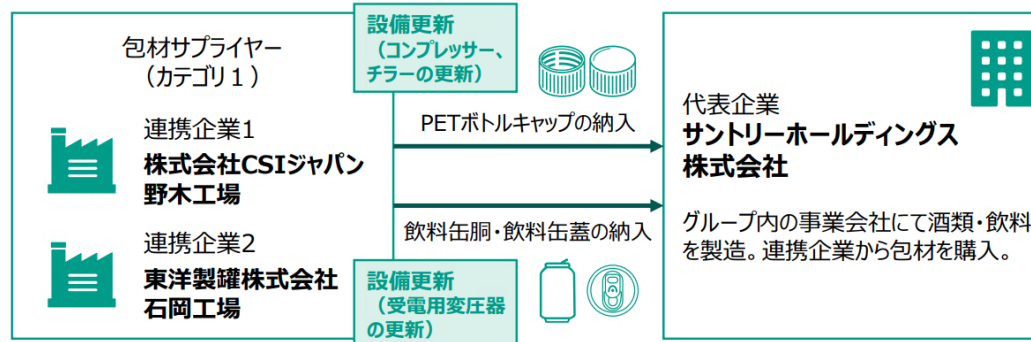 包材サプライヤー
（カテゴリ１）
連携企業1
株式会社CSIジャパン
野木工場
連携企業2
東洋製罐株式会社
石岡工場
設備更新
（コンプレッサー、
チラーの更新）
PETボトルキャップの納入
飲料缶胴・飲料缶蓋の納入
設備更新
（受電用変圧器
の更新）
代表企業
サントリーホールディングス
株式会社
グループ内の事業会社にて酒類・飲料
を製造。連携企業から包材を購入。